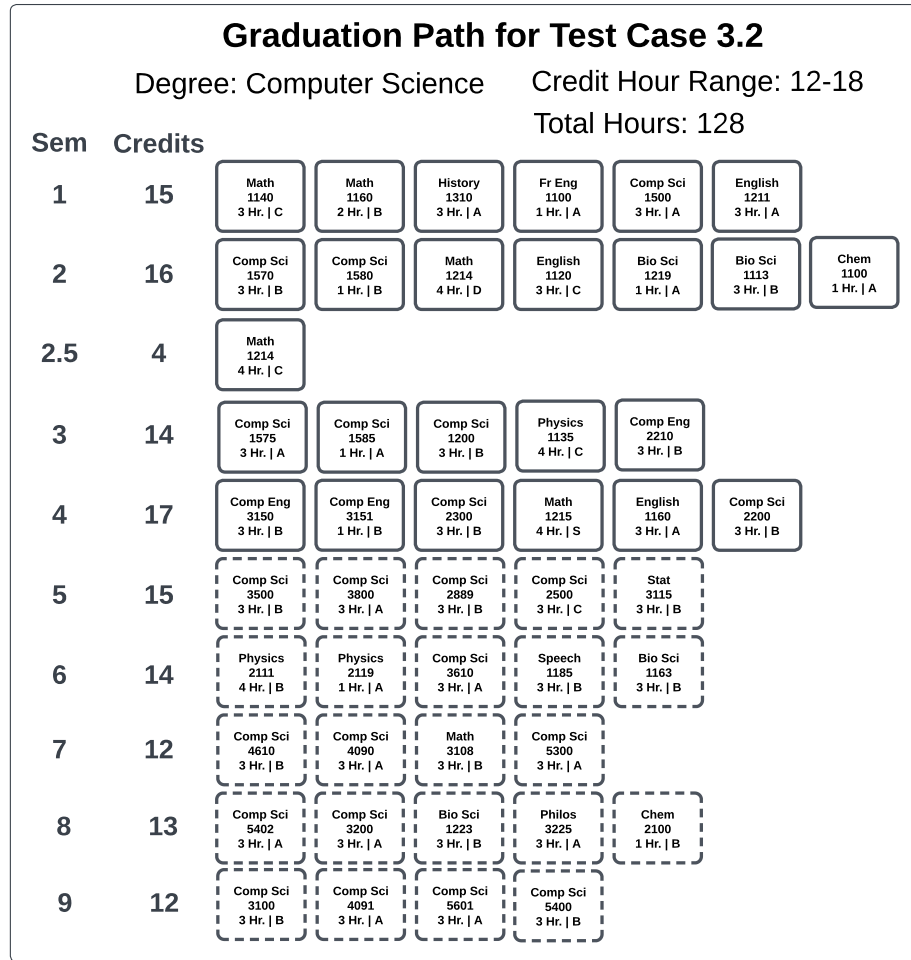 Graduation Path for Test Case 3.2
Degree: Computer Science
Credit Hour Range: 12-18
Total Hours: 128
Sem Credits
1 15
Math
1140
3 Hr. | C
Math
1160
2 Hr. | B
History
1310
3 Hr. | A
Fr Eng
1100
1 Hr. | A
Comp Sci
1500
3 Hr. | A
English
1211
3 Hr. | A
2 16
Comp Sci
1570
3 Hr. | B
Comp Sci
1580
1 Hr. | B
Math
1214
4 Hr. | D
English
1120
3 Hr. | C
Bio Sci
1219
1 Hr. | A
Bio Sci
1113
3 Hr. | B
Chem
1100
1 Hr. | A
2.5 4
Math
1214
4 Hr. | C
3 14
Comp Sci
1575
3 Hr. | A
Comp Sci
1585
1 Hr. | A
Comp Sci
1200
3 Hr. | B
Physics
1135
4 Hr. | C
Comp Eng
2210
3 Hr. | B
4 17
Comp Eng
3150
3 Hr. | B
Comp Eng
3151
1 Hr. | B
Comp Sci
2300
3 Hr. | B
Math
1215
4 Hr. | S
English
1160
3 Hr. | A
Comp Sci
2200
3 Hr. | B
5 15
Comp Sci
3500
3 Hr. | B
Comp Sci
3800
3 Hr. | A
Comp Sci
2889
3 Hr. | B
Comp Sci
2500
3 Hr. | C
Stat
3115
3 Hr. | B
6 14
Physics
2111
4 Hr. | B
Physics
2119
1 Hr. | A
Comp Sci
3610
3 Hr. | A
Speech
1185
3 Hr. | B
Bio Sci
1163
3 Hr. | B
7 12
Comp Sci
4610
3 Hr. | B
Comp Sci
4090
3 Hr. | A
Math
3108
3 Hr. | B
Comp Sci
5300
3 Hr. | A
8 13
Comp Sci
5402
3 Hr. | A
Comp Sci
3200
3 Hr. | A
Bio Sci
1223
3 Hr. | B
Philos
3225
3 Hr. | A
Chem
2100
1 Hr. | B
9 12
Comp Sci
3100
3 Hr. | B
Comp Sci
4091
3 Hr. | A
Comp Sci
5601
3 Hr. | A
Comp Sci
5400
3 Hr. | B